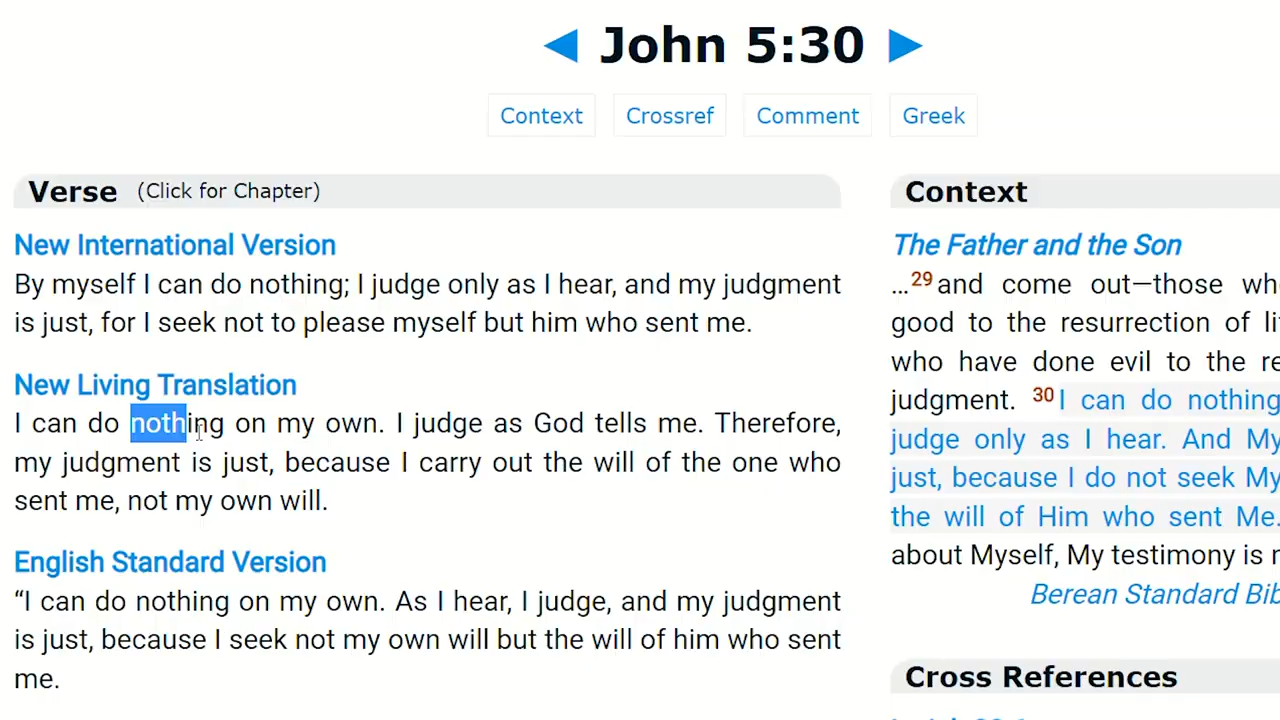 ◄ John 5:30 ►
Context Crossref Comment Greek
Verse (Click for Chapter)
New International Version
By myself I can do nothing; I judge only as I hear, and my judgment
is just, for I seek not to please myself but him who sent me.
New Living Translation
I can do nothing on my own. I judge as God tells me. Therefore,
my judgment is just, because I carry out the will of the one who
sent me, not my own will.
English Standard Version
“I can do nothing on my own. As I hear, I judge, and my judgment
is just, because I seek not my own will but the will of him who sent
me.
Context
The Father and the Son
…29and come out—those
good to the resurrection of
who have done evil to the
judgment. 30I can do nothing
judge only as I hear. And My
just, because I do not seek My
the will of Him who sent Me.
about Myself, My testimony is
Berean Standard
Cross References